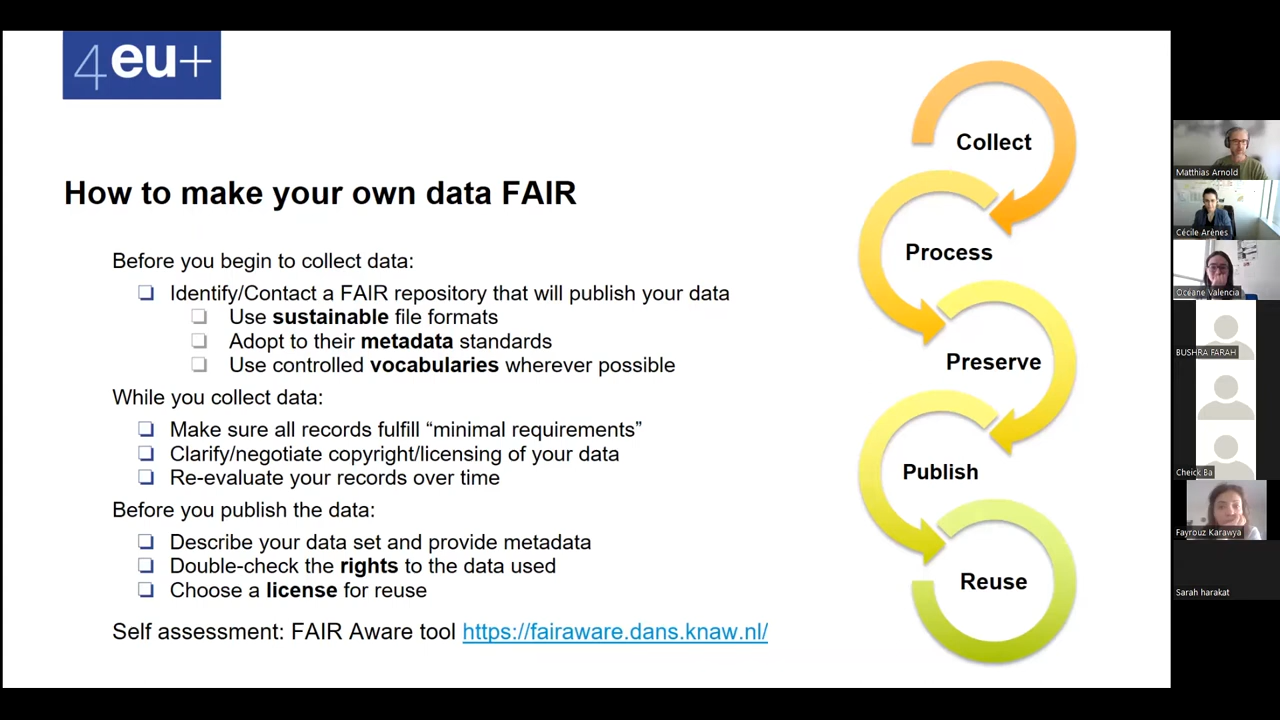 4eu+
How to make your own data FAIR
Before you begin to collect data:
Identify/Contact a FAIR repository that will publish your data
Use sustainable file formats
Adopt to their metadata standards
Use controlled vocabularies wherever possible
While you collect data:
Make sure all records fulfill “minimal requirements”
Clarify/negotiate copyright/licensing of your data
Re-evaluate your records over time
Before you publish the data:
Describe your data set and provide metadata
Double-check the rights to the data used
Choose a license for reuse
Self assessment: FAIR Aware tool https://fairaware.dans.knaw.nl/
Collect
Process
Preserve
Publish
Reuse
Matthias Arnold
Cécile Arènes
Océane Valencia
BUSHRA FARAH
Cheick Ba
Fayrouz Karawya
Sarah harakat